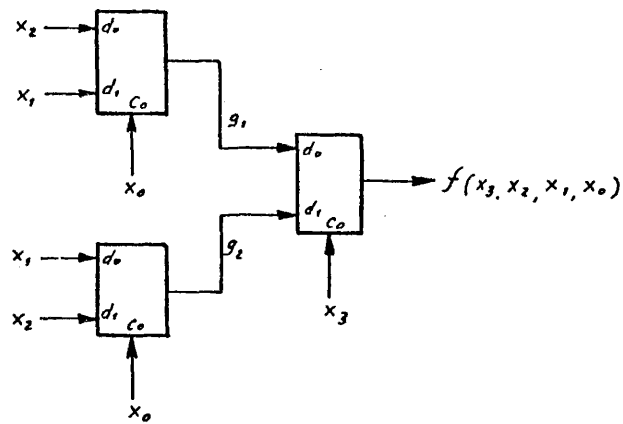 x₂ d₀
x₁ d₁
c₀
x₀
g₁
d₀
d₁
c₀
f(x₃, x₂, x₁, x₀)
x₃
g₂
x₁ d₀
x₂ d₁
c₀
x₀